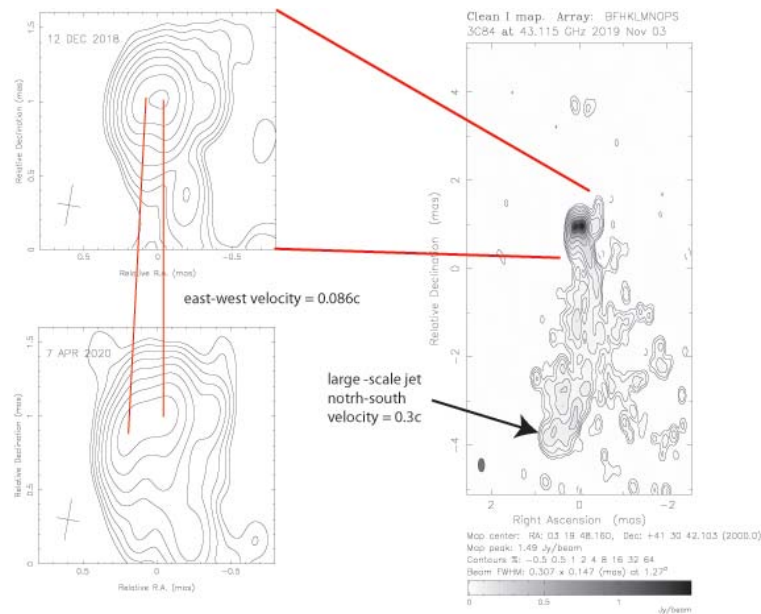 12 DEC 2018
Relative Declination (mas)
1.5
1
0.5
0
0.5
0
-0.5
Relative R.A. (mas)
east-west velocity = 0.086c
7 APR 2020
Relative Declination (mas)
1.5
1
0.5
0
0.5
0
-0.5
Relative R.A. (mas)
Clean I map. Array: BFHKLMNOPS
3C84 at 43.115 GHz 2019 Nov 03
Relative Declination (mas)
4
2
0
-2
-4
large -scale jet
notrh-south
velocity = 0.3c
2
0
-2
Right Ascension (mas)
Map center: RA: 03 19 48.160, Dec: +41 30 42.103 (2000.0)
Map peak: 1.49 Jy/beam
Contours %: -0.5 0.5 1 2 4 8 16 32 64
Beam FWHM: 0.307 x 0.147 (mas) at 1.27°
0
0.5
1
Jy/beam